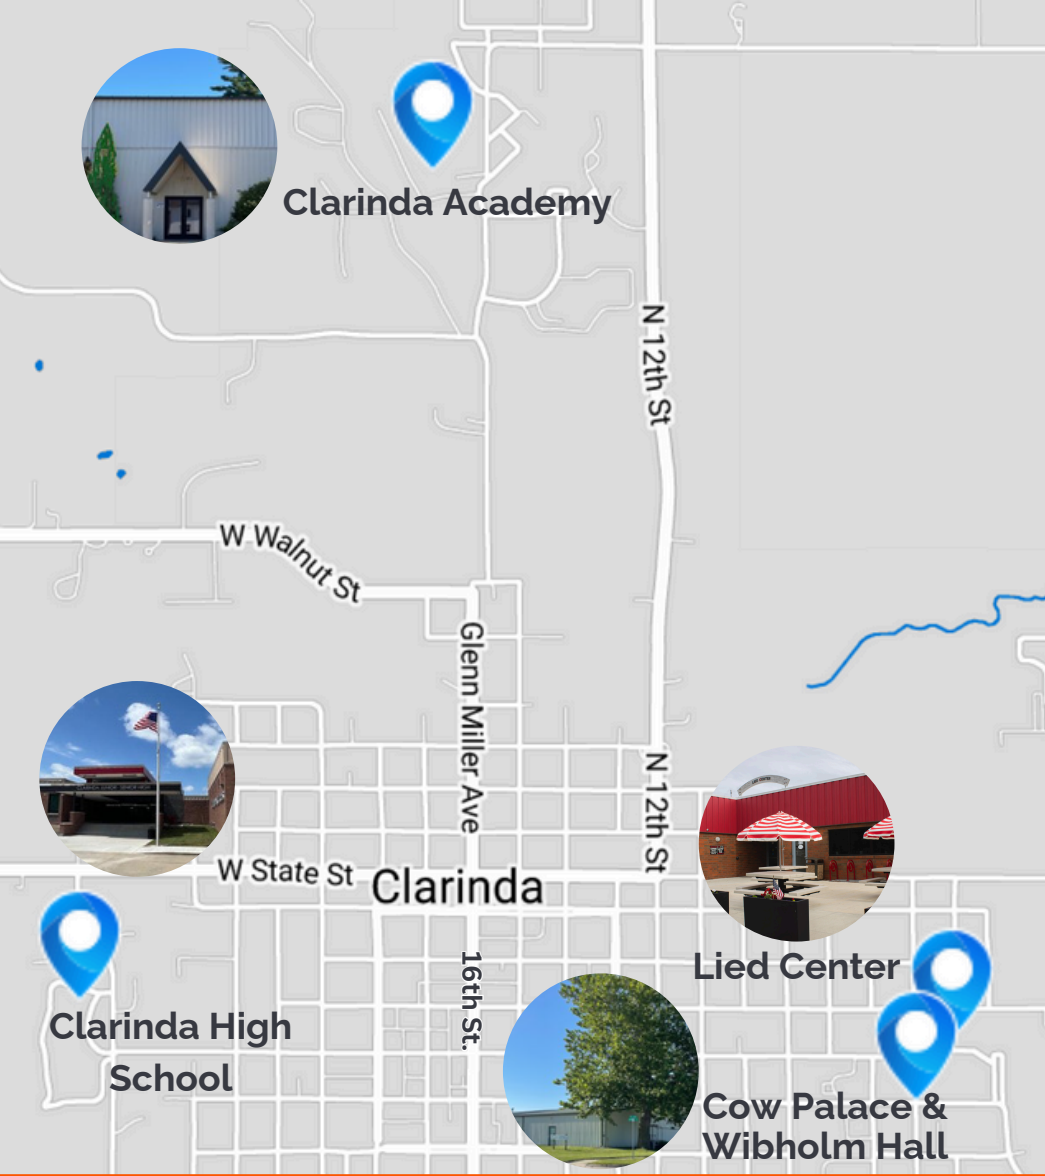 Clarinda Academy
N 12th St
W Walnut St
Glenn Miller Ave
N 12th St
W State St
Clarinda
16th St.
Lied Center
Clarinda High
School
Cow Palace &
Wibholm Hall